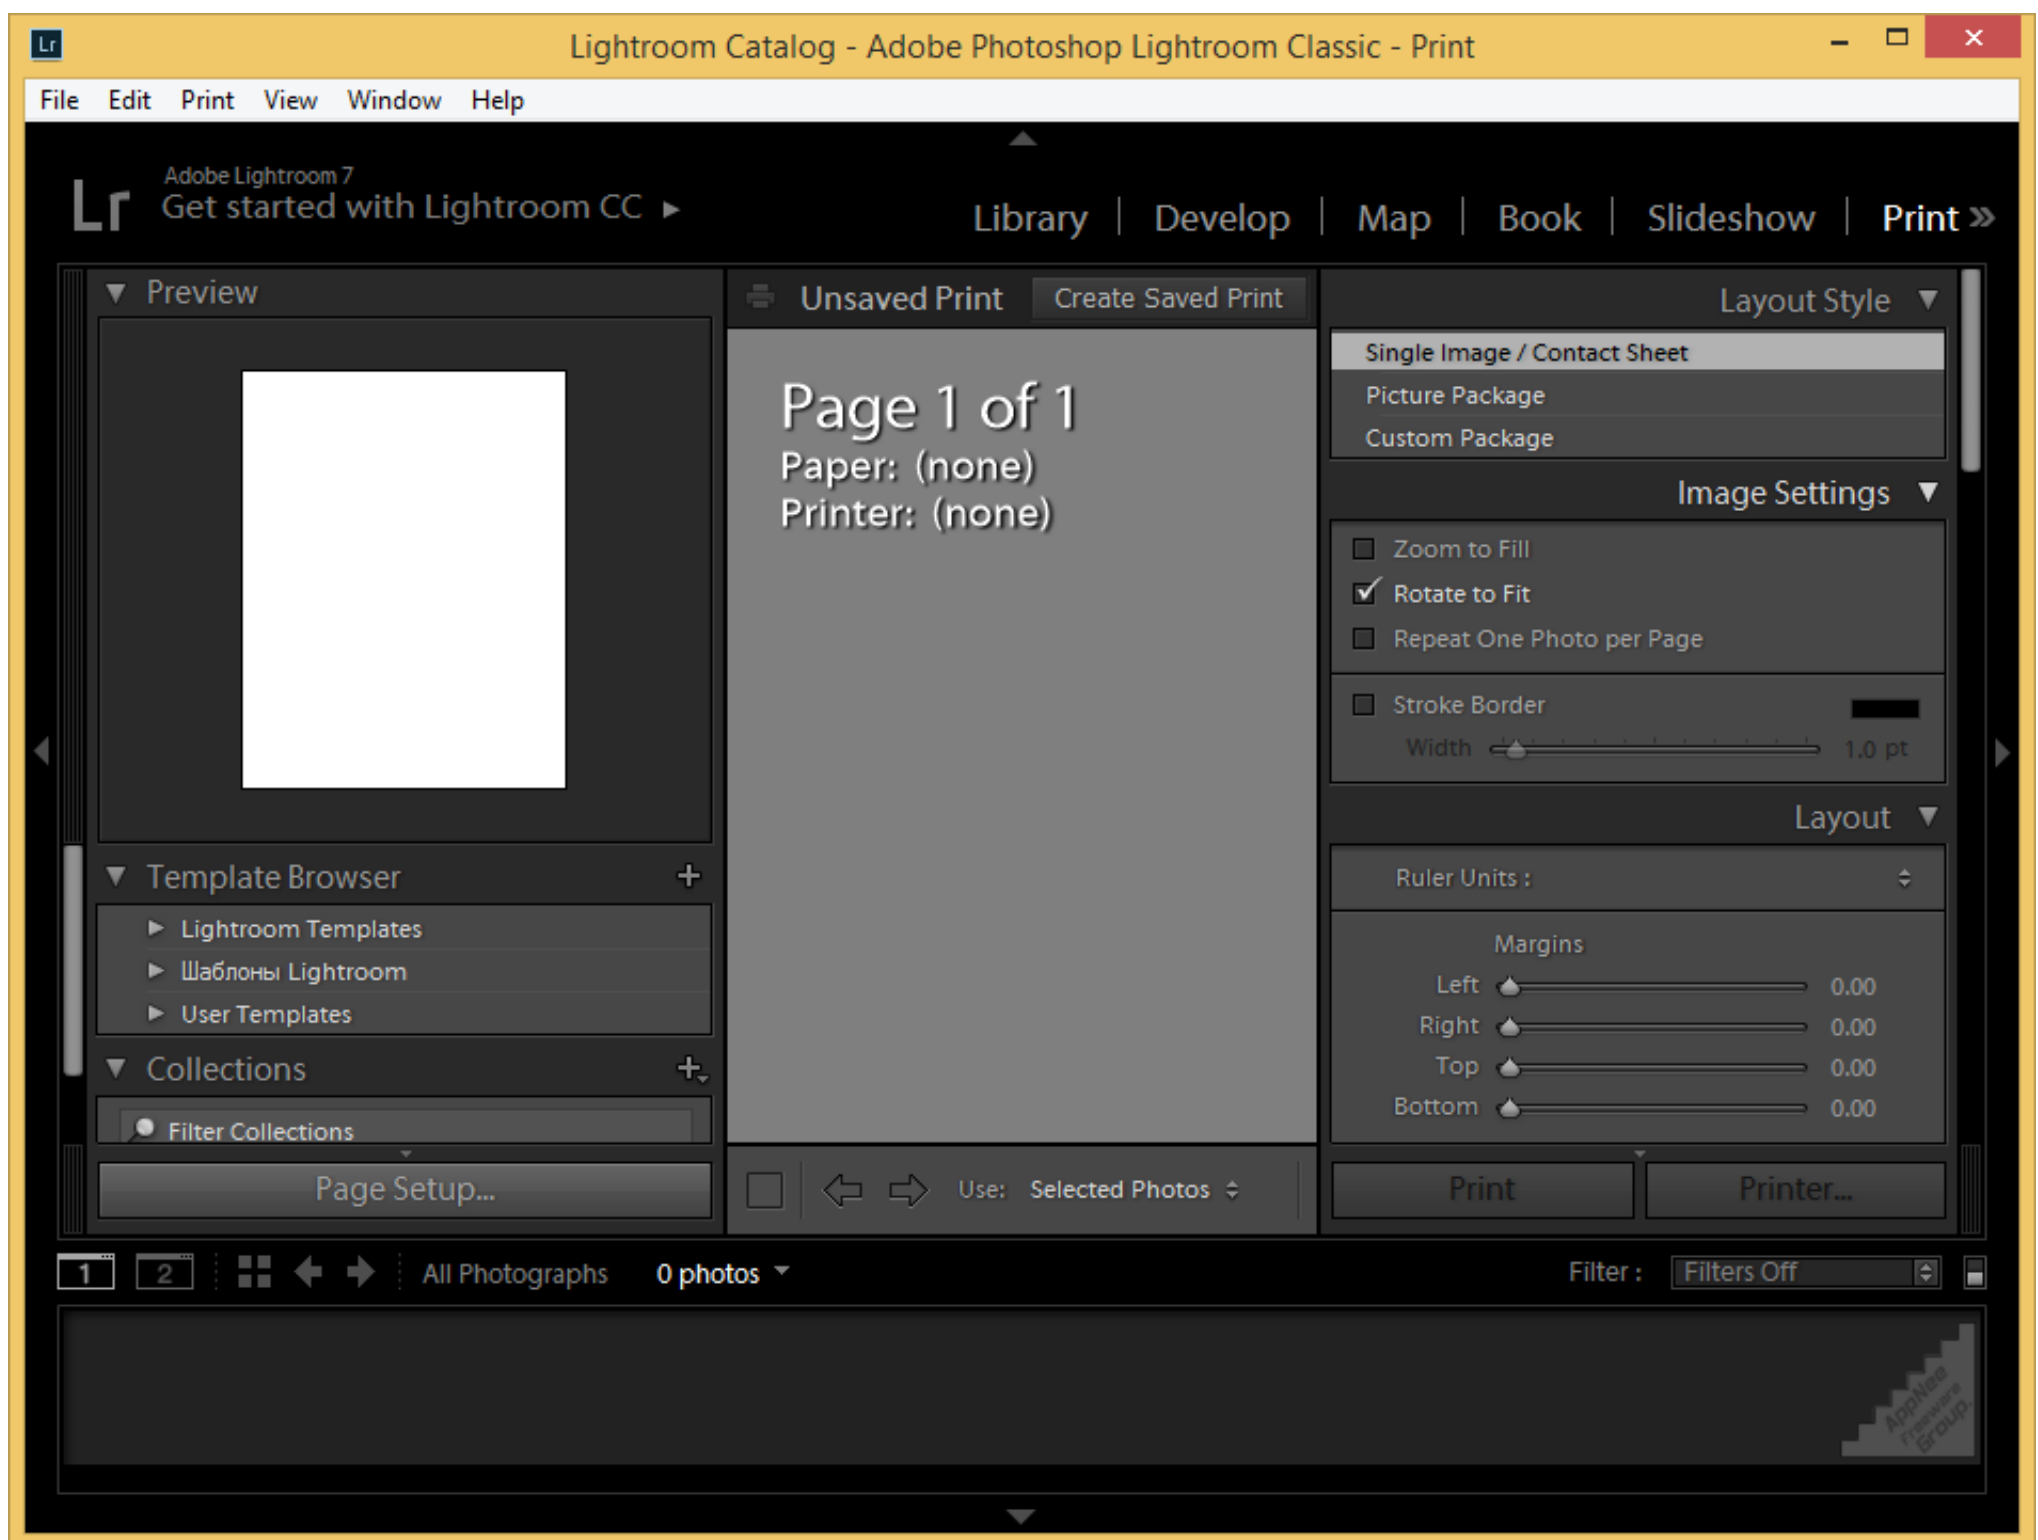 Lr
Lightroom Catalog - Adobe Photoshop Lightroom Classic - Print
File Edit Print View Window Help
Lr
Adobe Lightroom 7
Get started with Lightroom CC
Library | Develop | Map | Book | Slideshow | Print
Preview
Template Browser
Lightroom Templates
Шаблоны Lightroom
User Templates
Collections
Filter Collections
Page Setup...
Unsaved Print
Create Saved Print
Page 1 of 1
Paper: (none)
Printer: (none)
Use: Selected Photos
Layout Style
Single Image / Contact Sheet
Picture Package
Custom Package
Image Settings
Zoom to Fill
Rotate to Fit
Repeat One Photo per Page
Stroke Border
Width 1.0 pt
Layout
Ruler Units :
Margins
Left 0.00
Right 0.00
Top 0.00
Bottom 0.00
Print Printer...
1 2 All Photographs 0 photos Filter : Filters Off
AppNee
Freeware
Group.